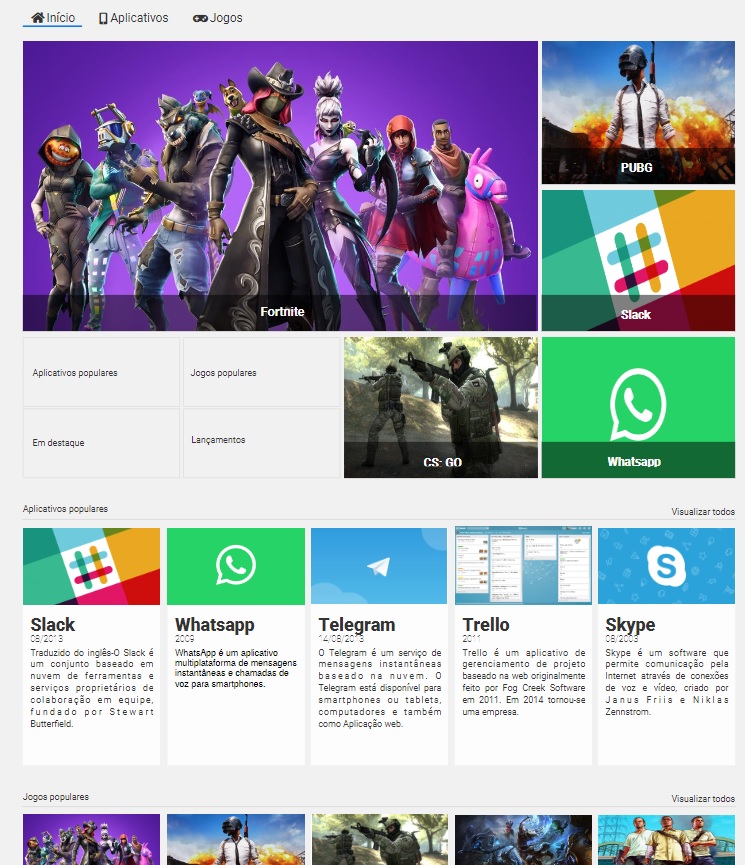 Início Aplicativos Jogos
Fortnite
PUBG
Slack
Aplicativos populares
Jogos populares
Em destaque
Lançamentos
CS: GO
Whatsapp
Aplicativos populares
Visualizar todos
Slack
08/2013
Traduzido do inglês-O Slack é
um conjunto baseado em
nuvem de ferramentas e
serviços proprietários de
colaboração em equipe,
fundado por Stewart
Butterfield.
Whatsapp
2009
WhatsApp é um aplicativo
multiplataforma de mensagens
instantâneas e chamadas de
voz para smartphones.
Telegram
14/08/2013
O Telegram é um serviço de
mensagens instantâneas
baseado na nuvem. O
Telegram está disponível para
smartphones ou tablets,
computadores e também
como Aplicação web.
Trello
2011
Trello é um aplicativo de
gerenciamento de projeto
baseado na web originalmente
feito por Fog Creek Software
em 2011. Em 2014 tornou-se
uma empresa.
Skype
08/2003
Skype é um software que
permite comunicação pela
Internet através de conexões
de voz e vídeo, criado por
Janus Friis e Niklas
Zennstrom.
Jogos populares
Visualizar todos